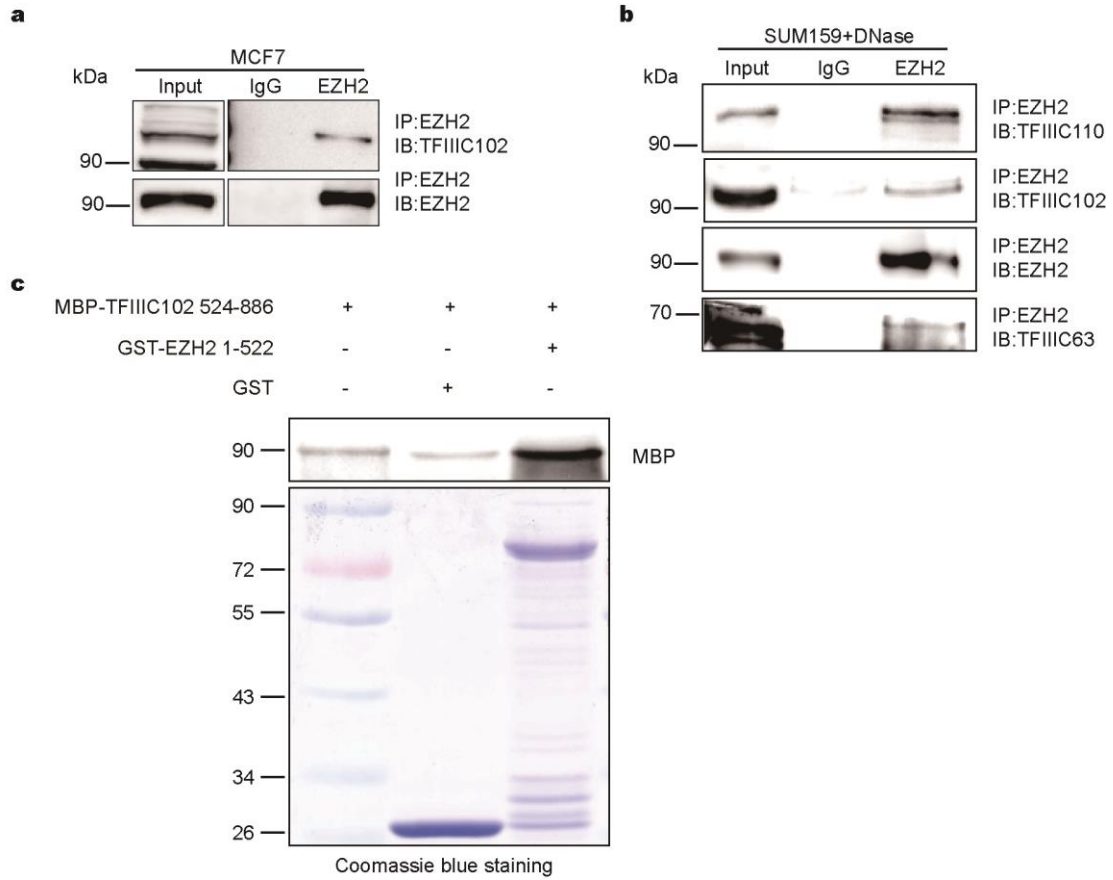 a
MCF7
kDa
Input IgG EZH2
IP:EZH2
IB:TFIIIC102
90
IP:EZH2
IB:EZH2
90
b
SUM159+DNase
kDa
Input IgG EZH2
IP:EZH2
IB:TFIIIC110
90
IP:EZH2
IB:TFIIIC102
90
IP:EZH2
IB:EZH2
90
70
IP:EZH2
IB:TFIIIC63
c
MBP-TFIIIC102 524-886 + + +
GST-EZH2 1-522 - - +
GST - + -
90
MBP
90
72
55
43
34
26
Coomassie blue staining